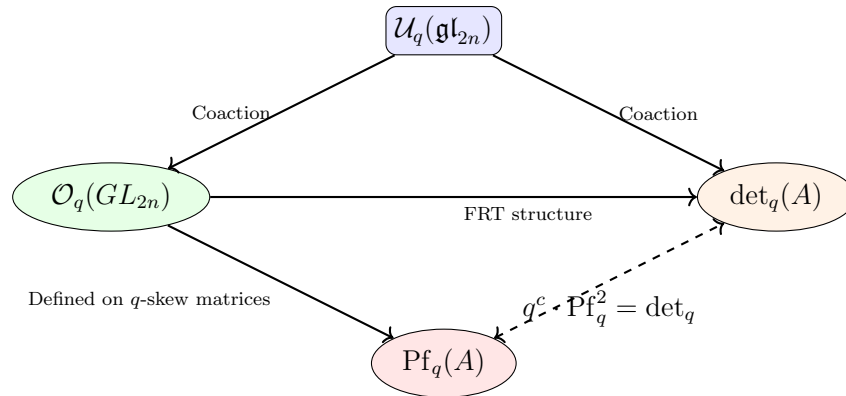 𝒰_q(𝔤𝔩_{2n})
Coaction
Coaction
𝒪_q(GL_{2n})
det_q(A)
FRT structure
Defined on q-skew matrices
q^c · Pf_q^2 = det_q
Pf_q(A)